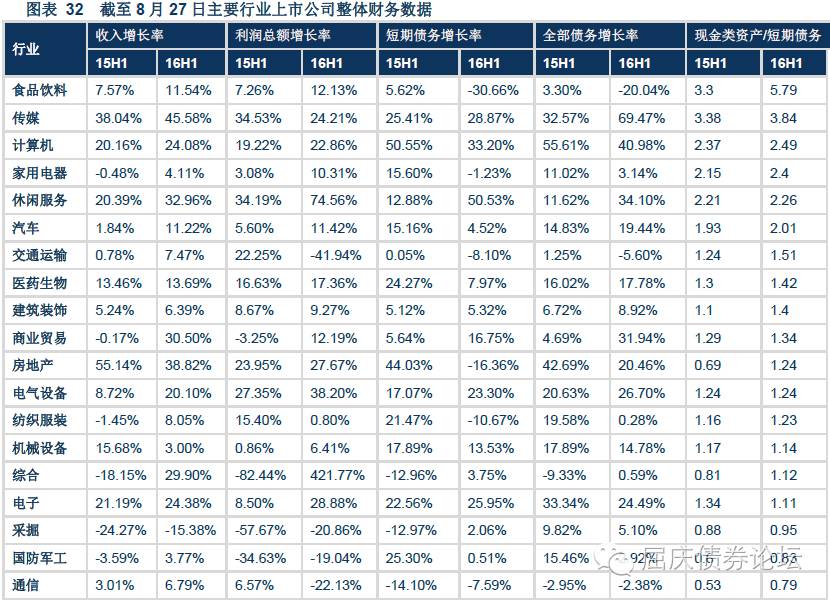 图表 32 截至8月27日主要行业上市公司整体财务数据
行业 收入增长率 利润总额增长率 短期债务增长率 全部债务增长率 现金类资产/短期债务
15H1 16H1 15H1 16H1 15H1 16H1 15H1 16H1 15H1 16H1
食品饮料 7.57% 11.54% 7.26% 12.13% 5.62% -30.66% 3.30% -20.04% 3.3 5.79
传媒 38.04% 45.58% 34.53% 24.21% 25.41% 28.87% 32.57% 69.47% 3.38 3.84
计算机 20.16% 24.08% 19.22% 22.86% 50.55% 33.20% 55.61% 40.98% 2.37 2.49
家用电器 -0.48% 4.11% 3.08% 10.31% 15.60% -1.23% 11.02% 3.14% 2.15 2.4
休闲服务 20.39% 32.96% 34.19% 74.56% 12.88% 50.53% 11.62% 34.10% 2.21 2.26
汽车 1.84% 11.22% 5.60% 11.42% 15.16% 4.52% 14.83% 19.44% 1.93 2.01
交通运输 0.78% 7.47% 22.25% -41.94% 0.05% -8.10% 1.25% -5.60% 1.24 1.51
医药生物 13.46% 13.69% 16.63% 17.36% 24.27% 7.97% 16.02% 17.78% 1.3 1.42
建筑装饰 5.24% 6.39% 8.67% 9.27% 5.12% 5.32% 6.72% 8.92% 1.1 1.4
商业贸易 -0.17% 30.50% -3.25% 12.19% 5.64% 16.75% 4.69% 31.94% 1.29 1.34
房地产 55.14% 38.82% 23.95% 27.67% 44.03% -16.36% 42.69% 20.46% 0.69 1.24
电气设备 8.72% 20.10% 27.35% 38.20% 17.07% 23.30% 20.63% 26.70% 1.24 1.24
纺织服装 -1.45% 8.05% 15.40% 0.80% 21.47% -10.67% 19.58% 0.28% 1.16 1.23
机械设备 15.68% 3.00% 0.86% 6.41% 17.89% 13.53% 17.89% 14.78% 1.17 1.14
综合 -18.15% 29.90% -82.44% 421.77% -12.96% 3.75% -9.33% 0.59% 0.81 1.12
电子 21.19% 24.38% 8.50% 28.88% 22.56% 25.95% 33.34% 24.49% 1.34 1.11
采掘 -24.27% -15.38% -57.67% -20.86% -12.97% 2.06% 9.82% 5.10% 0.88 0.95
国防军工 -3.59% 3.77% -34.63% -19.04% 25.30% 0.51% 15.46%
屈庆债券论坛
通信 3.01% 6.79% 6.57% -22.13% -14.10% -7.59% -2.95% -2.38% 0.53 0.79